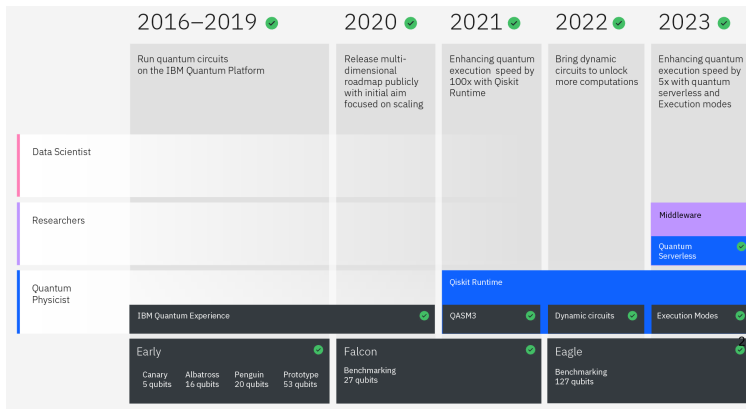 2016–2019
2020
2021
2022
2023
Run quantum circuits
on the IBM Quantum Platform
Release multi-
dimensional
roadmap publicly
with initial aim
focused on scaling
Enhancing quantum
execution speed by
100x with Qiskit
Runtime
Bring dynamic
circuits to unlock
more computations
Enhancing quantum
execution speed by
5x with quantum
serverless and
Execution modes
Data Scientist
Researchers
Middleware
Quantum
Serverless
Quantum
Physicist
Qiskit Runtime
IBM Quantum Experience
QASM3
Dynamic circuits
Execution Modes
Early
Canary
5 qubits
Albatross
16 qubits
Penguin
20 qubits
Prototype
53 qubits
Falcon
Benchmarking
27 qubits
Eagle
Benchmarking
127 qubits